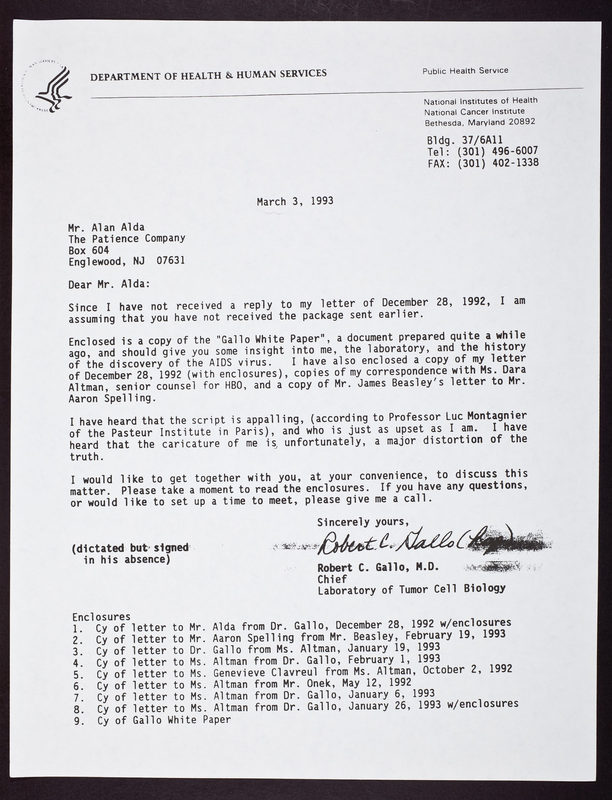 DEPARTMENT OF HEALTH & HUMAN SERVICES
Public Health Service
National Institutes of Health
National Cancer Institute
Bethesda, Maryland 20892
Bldg. 37/6A11
Tel: (301) 496-6007
FAX: (301) 402-1338
March 3, 1993
Mr. Alan Alda
The Patience Company
Box 604
Englewood, NJ 07631
Dear Mr. Alda:
Since I have not received a reply to my letter of December 28, 1992, I am
assuming that you have not received the package sent earlier.
Enclosed is a copy of the "Gallo White Paper", a document prepared quite a while
ago, and should give you some insight into me, the laboratory, and the history
of the discovery of the AIDS virus. I have also enclosed a copy of my letter
of December 28, 1992 (with enclosures), copies of my correspondence with Ms. Dara
Altman, senior counsel for HBO, and a copy of Mr. James Beasley's letter to Mr.
Aaron Spelling.
I have heard that the script is appalling, (according to Professor Luc Montagnier
of the Pasteur Institute in Paris), and who is just as upset as I am. I have
heard that the caricature of me is, unfortunately, a major distortion of the
truth.
I would like to get together with you, at your convenience, to discuss this
matter. Please take a moment to read the enclosures. If you have any questions,
or would like to set up a time to meet, please give me a call.
Sincerely yours,
Robert C. Gallo
(dictated but signed
in his absence)
Robert C. Gallo, M.D.
Chief
Laboratory of Tumor Cell Biology
Enclosures
1. Cy of letter to Mr. Alda from Dr. Gallo, December 28, 1992 w/enclosures
2. Cy of letter to Mr. Aaron Spelling from Mr. Beasley, February 19, 1993
3. Cy of letter to Dr. Gallo from Ms. Altman, January 19, 1993
4. Cy of letter to Ms. Altman from Dr. Gallo, February 1, 1993
5. Cy of letter to Ms. Genevieve Clavreul from Ms. Altman, October 2, 1992
6. Cy of letter to Ms. Altman from Mr. Onek, May 12, 1992
7. Cy of letter to Ms. Altman from Dr. Gallo, January 6, 1993
8. Cy of letter to Ms. Altman from Dr. Gallo, January 26, 1993 w/enclosures
9. Cy of Gallo White Paper